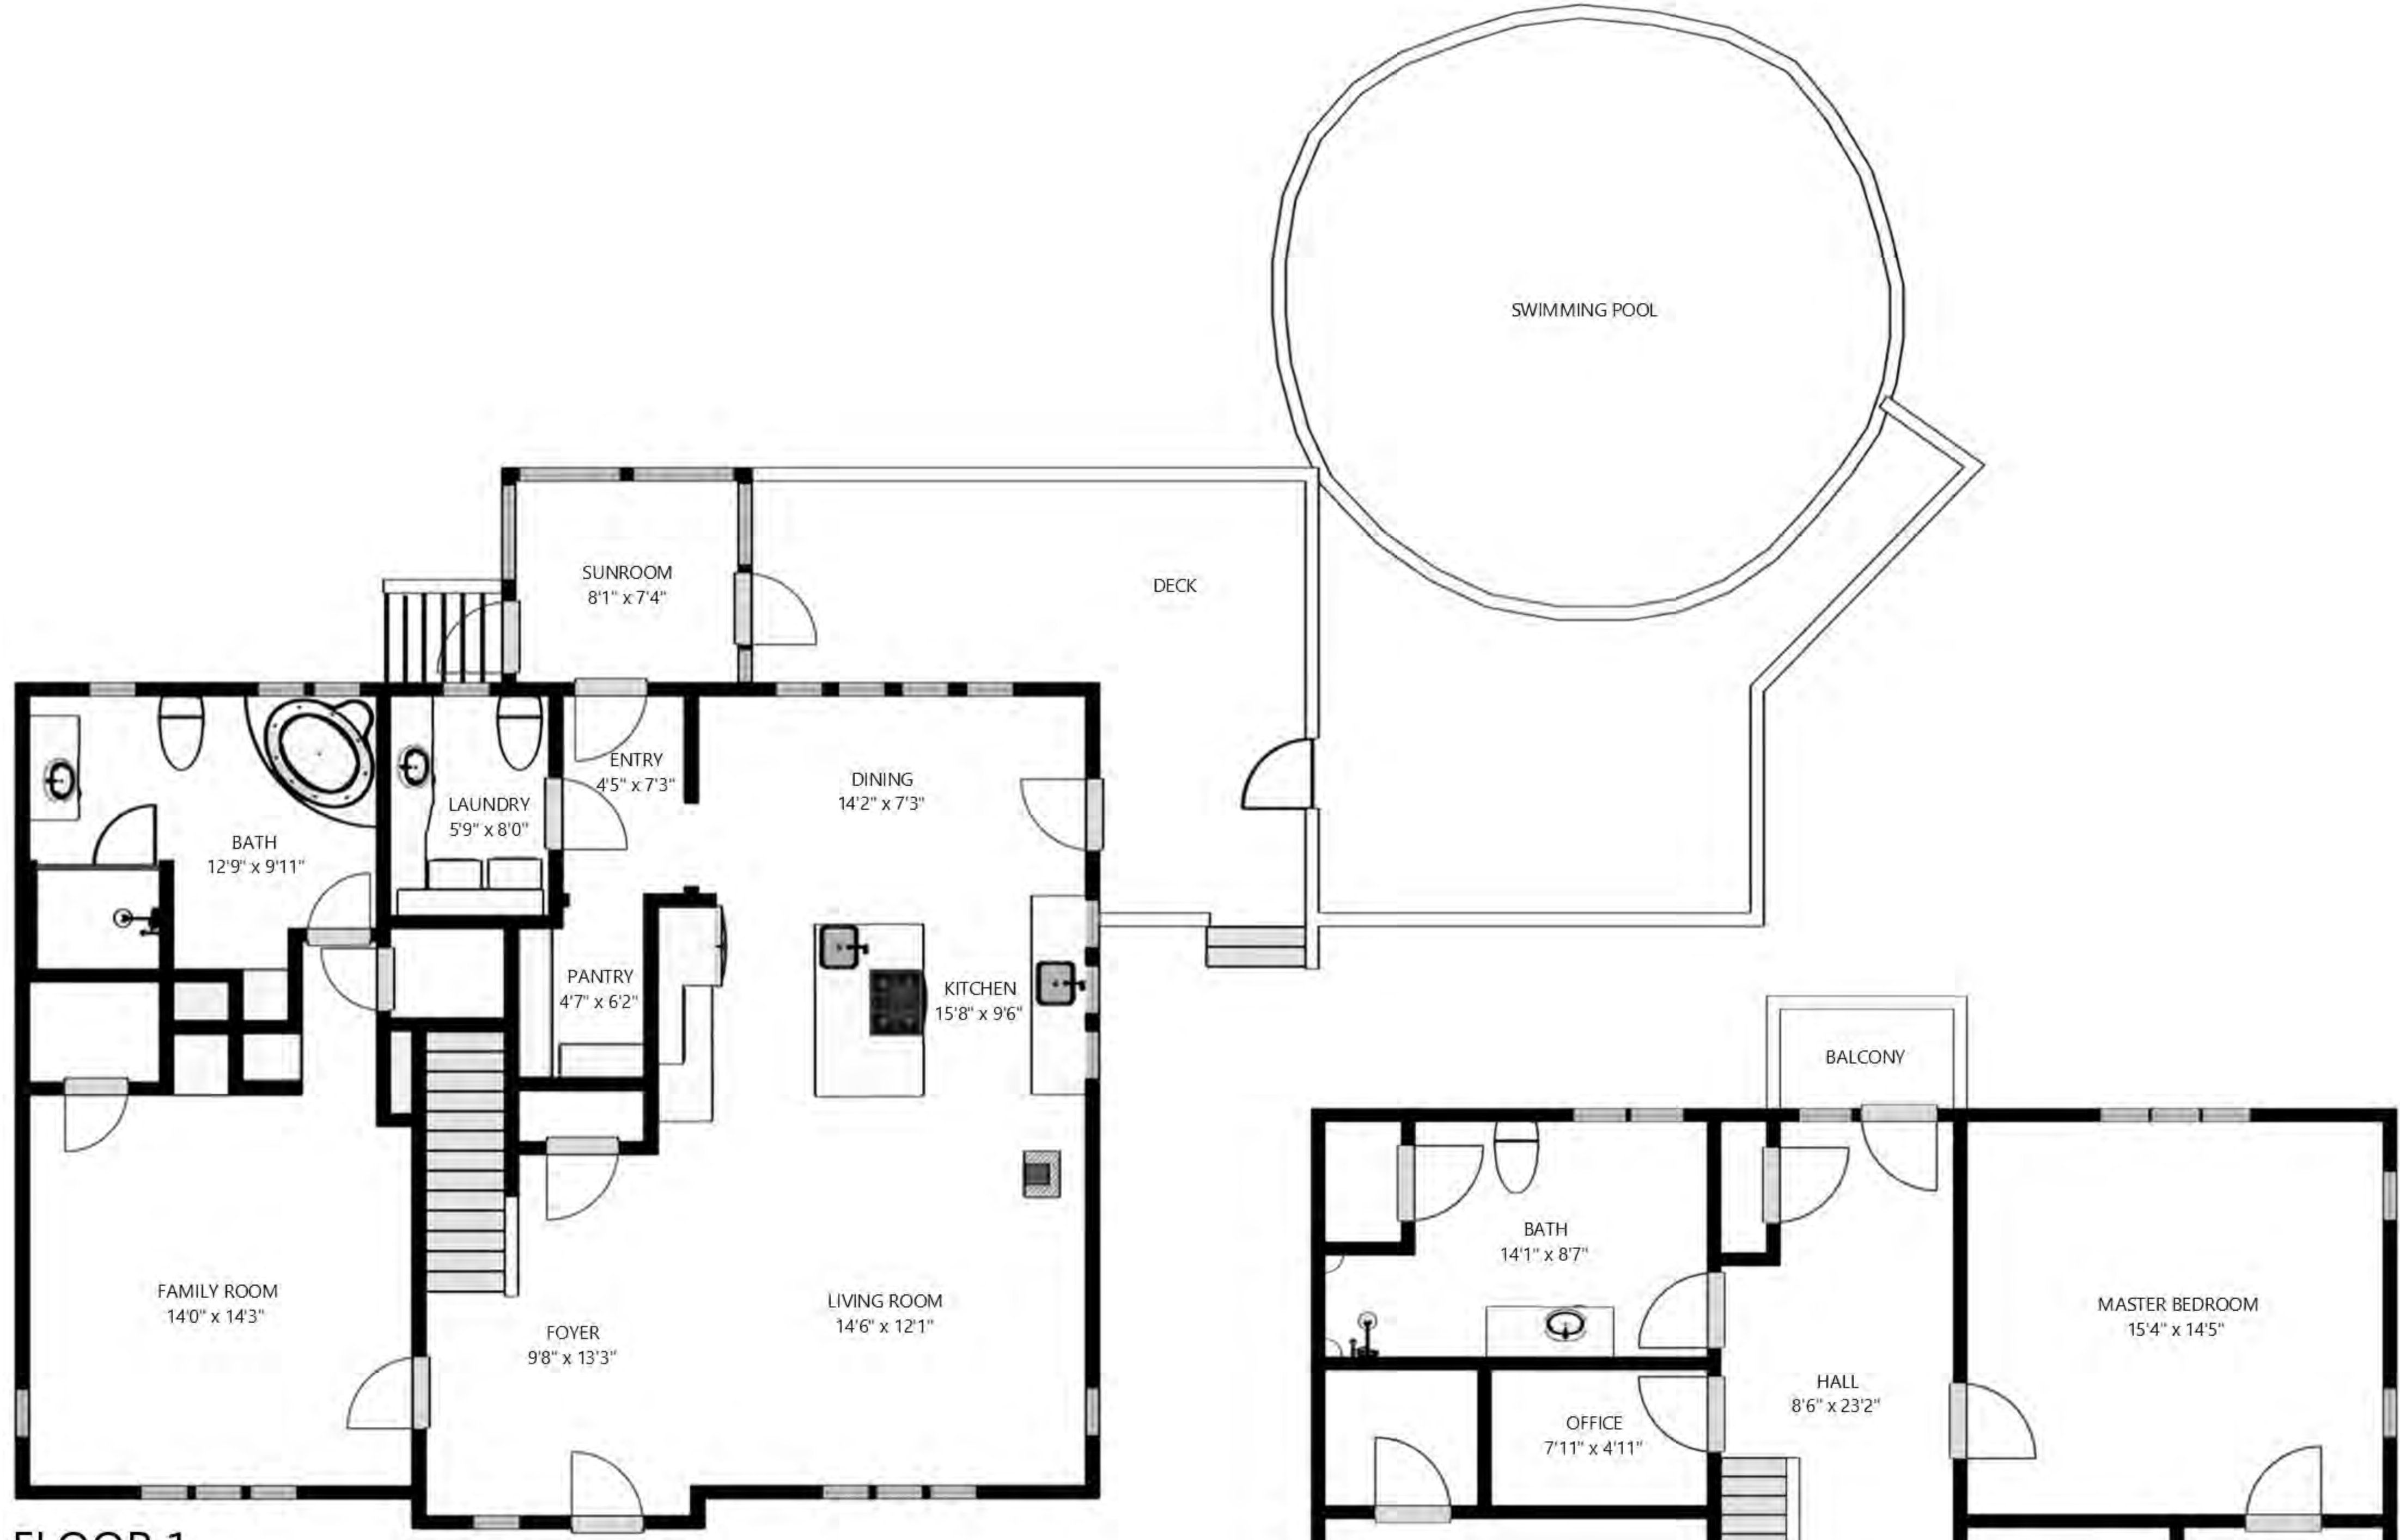 SWIMMING POOL
SUNROOM
8'1" x 7'4"
DECK
ENTRY
4'5" x 7'3"
DINING
14'2" x 7'3"
LAUNDRY
5'9" x 8'0"
BATH
12'9" x 9'11"
PANTRY
4'7" x 6'2"
KITCHEN
15'8" x 9'6"
FAMILY ROOM
14'0" x 14'3"
FOYER
9'8" x 13'3"
LIVING ROOM
14'6" x 12'1"
FLOOR 1
BALCONY
BATH
14'1" x 8'7"
MASTER BEDROOM
15'4" x 14'5"
HALL
8'6" x 23'2"
OFFICE
7'11" x 4'11"